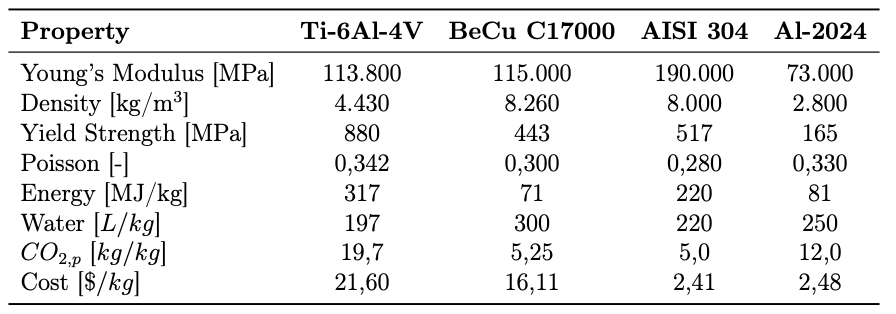 Property Ti-6Al-4V BeCu C17000 AISI 304 Al-2024
Young's Modulus [MPa] 113.800 115.000 190.000 73.000
Density [kg/m³] 4.430 8.260 8.000 2.800
Yield Strength [MPa] 880 443 517 165
Poisson [-] 0,342 0,300 0,280 0,330
Energy [MJ/kg] 317 71 220 81
Water [L/kg] 197 300 220 250
CO₂,ₚ [kg/kg] 19,7 5,25 5,0 12,0
Cost [$/kg] 21,60 16,11 2,41 2,48